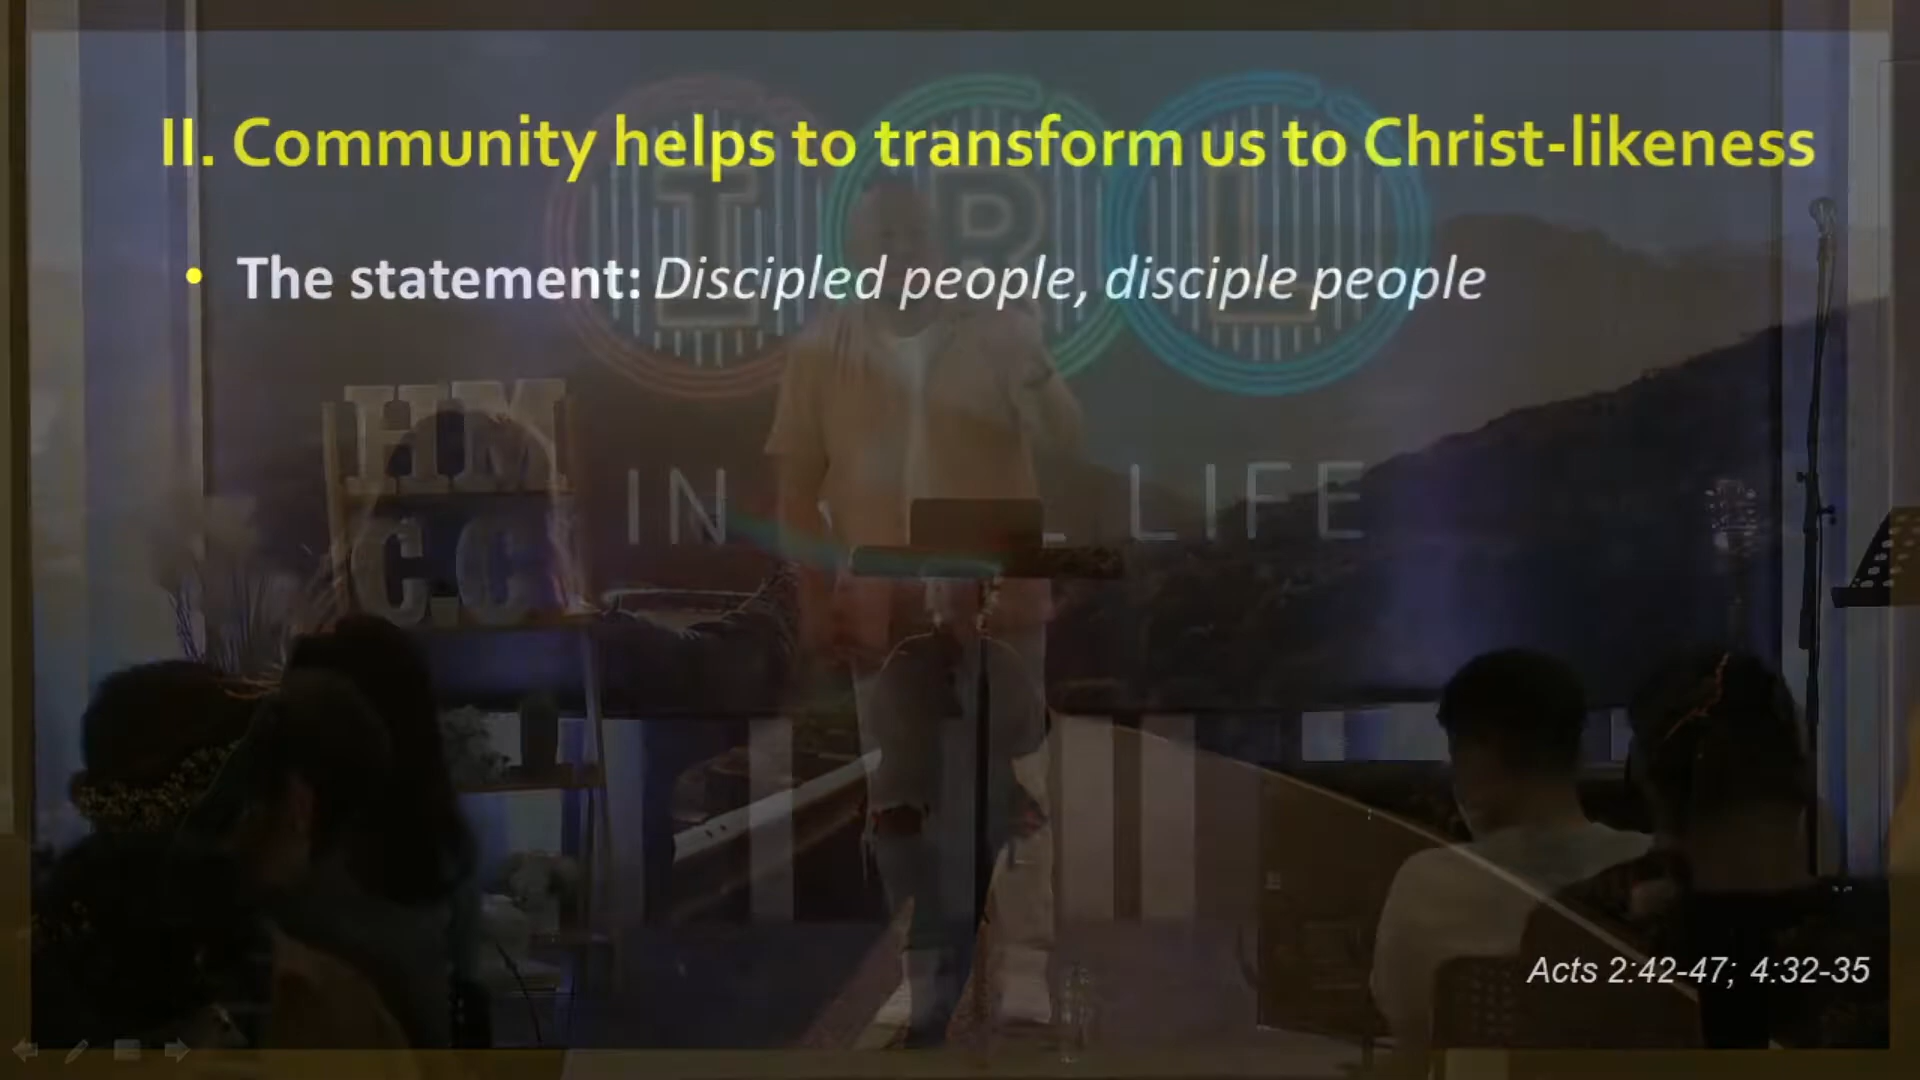 II. Community helps to transform us to Christ-likeness
T R L
• The statement: Discipled people, disciple people
HM
IN LIFE
CC
Acts 2:42-47; 4:32-35